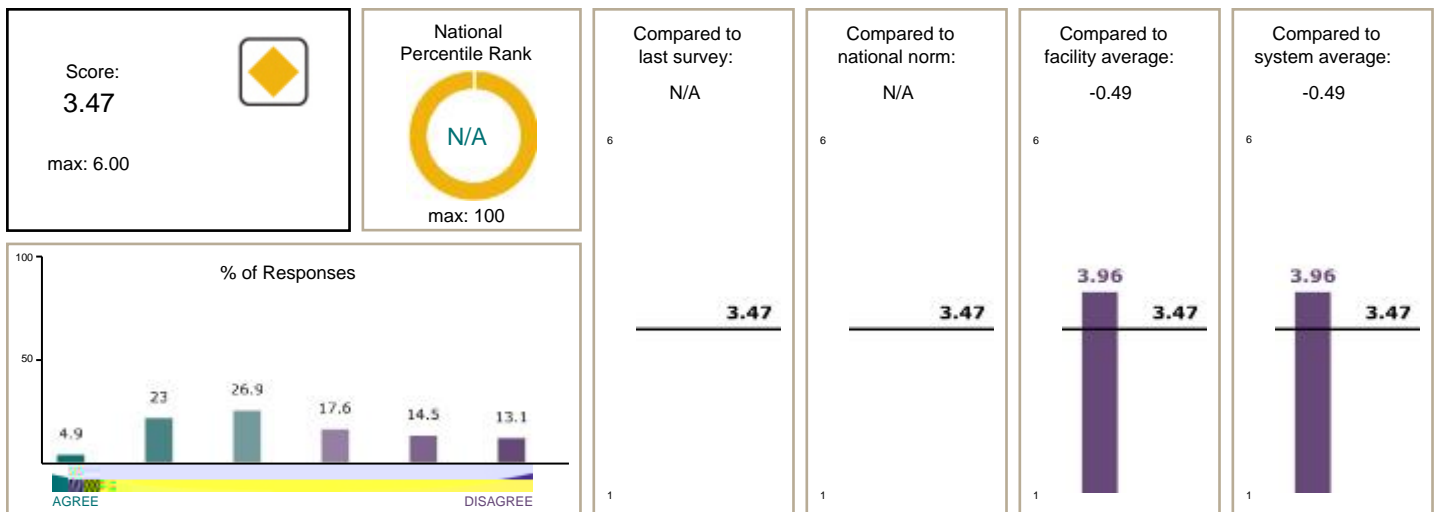 Score:
3.47
max: 6.00
National
Percentile Rank
N/A
max: 100
% of Responses
100
50
4.9
23
26.9
17.6
14.5
13.1
AGREE
DISAGREE
Compared to
last survey:
N/A
6
3.47
1
Compared to
national norm:
N/A
6
3.47
1
Compared to
facility average:
-0.49
6
3.96
3.47
1
Compared to
system average:
-0.49
6
3.96
3.47
1